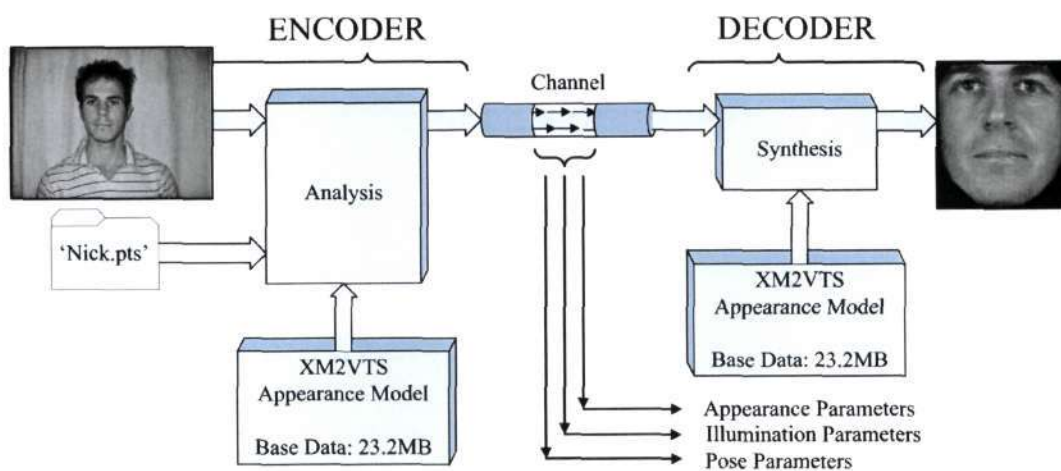 ENCODER
DECODER
Channel
Analysis
Synthesis
'Nick.pts'
XM2VTS
Appearance Model
Base Data: 23.2MB
XM2VTS
Appearance Model
Base Data: 23.2MB
Appearance Parameters
Illumination Parameters
Pose Parameters